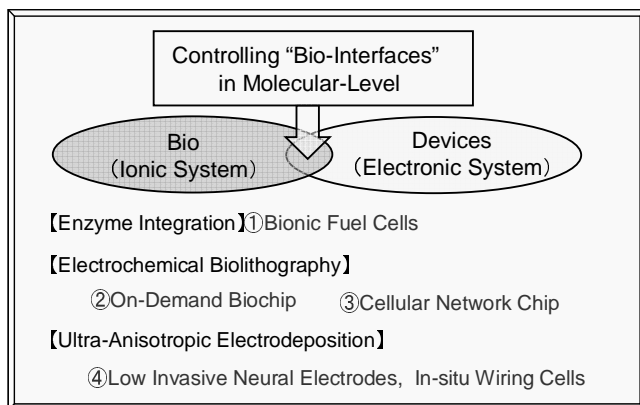 Controlling “Bio-Interfaces”
in Molecular-Level
Bio
（Ionic System）
Devices
（Electronic System）
【Enzyme Integration】①Bionic Fuel Cells
【Electrochemical Biolithography】
②On-Demand Biochip ③Cellular Network Chip
【Ultra-Anisotropic Electrodeposition】
④Low Invasive Neural Electrodes, In-situ Wiring Cells